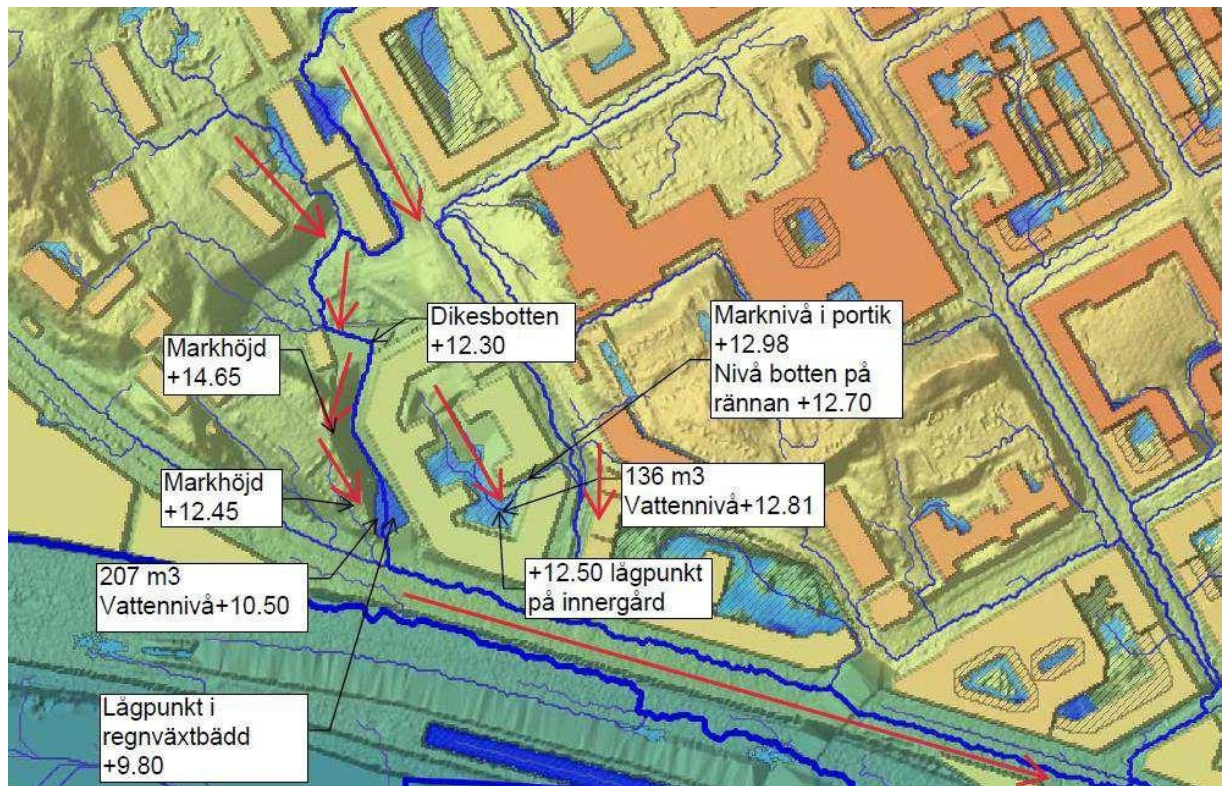 Dikesbotten
+12.30
Marknivå i portik
+12.98
Nivå botten på
rännan +12.70
Markhöjd
+14.65
136 m3
Vattennivå+12.81
Markhöjd
+12.45
207 m3
Vattennivå+10.50
+12.50 lågpunkt
på innergård
Lågpunkt i
regnväxtbädd
+9.80